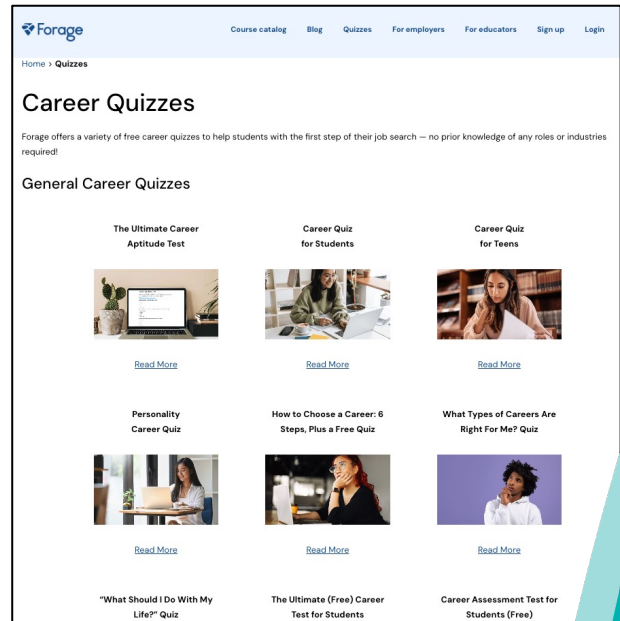 Forage
Course catalog Blog Quizzes For employers For educators Sign up Login
Home > Quizzes
Career Quizzes
Forage offers a variety of free career quizzes to help students with the first step of their job search — no prior knowledge of any roles or industries
required!
General Career Quizzes
The Ultimate Career
Aptitude Test
Career Quiz
for Students
Career Quiz
for Teens
Read More
Read More
Read More
Personality
Career Quiz
How to Choose a Career: 6
Steps, Plus a Free Quiz
What Types of Careers Are
Right For Me? Quiz
Read More
Read More
Read More
“What Should I Do With My
Life?” Quiz
The Ultimate (Free) Career
Test for Students
Career Assessment Test for
Students (Free)